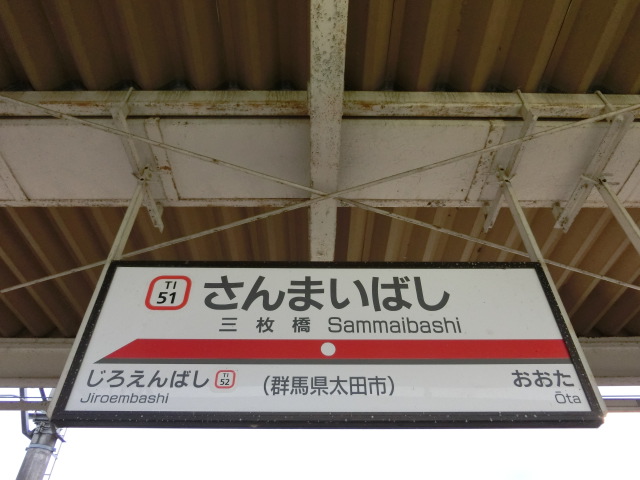 TI
51
さんまいばし
三枚橋 Sammaibashi
じろえんばし
TI
52
Jiroembashi
(群馬県太田市)
おおた
Ōta